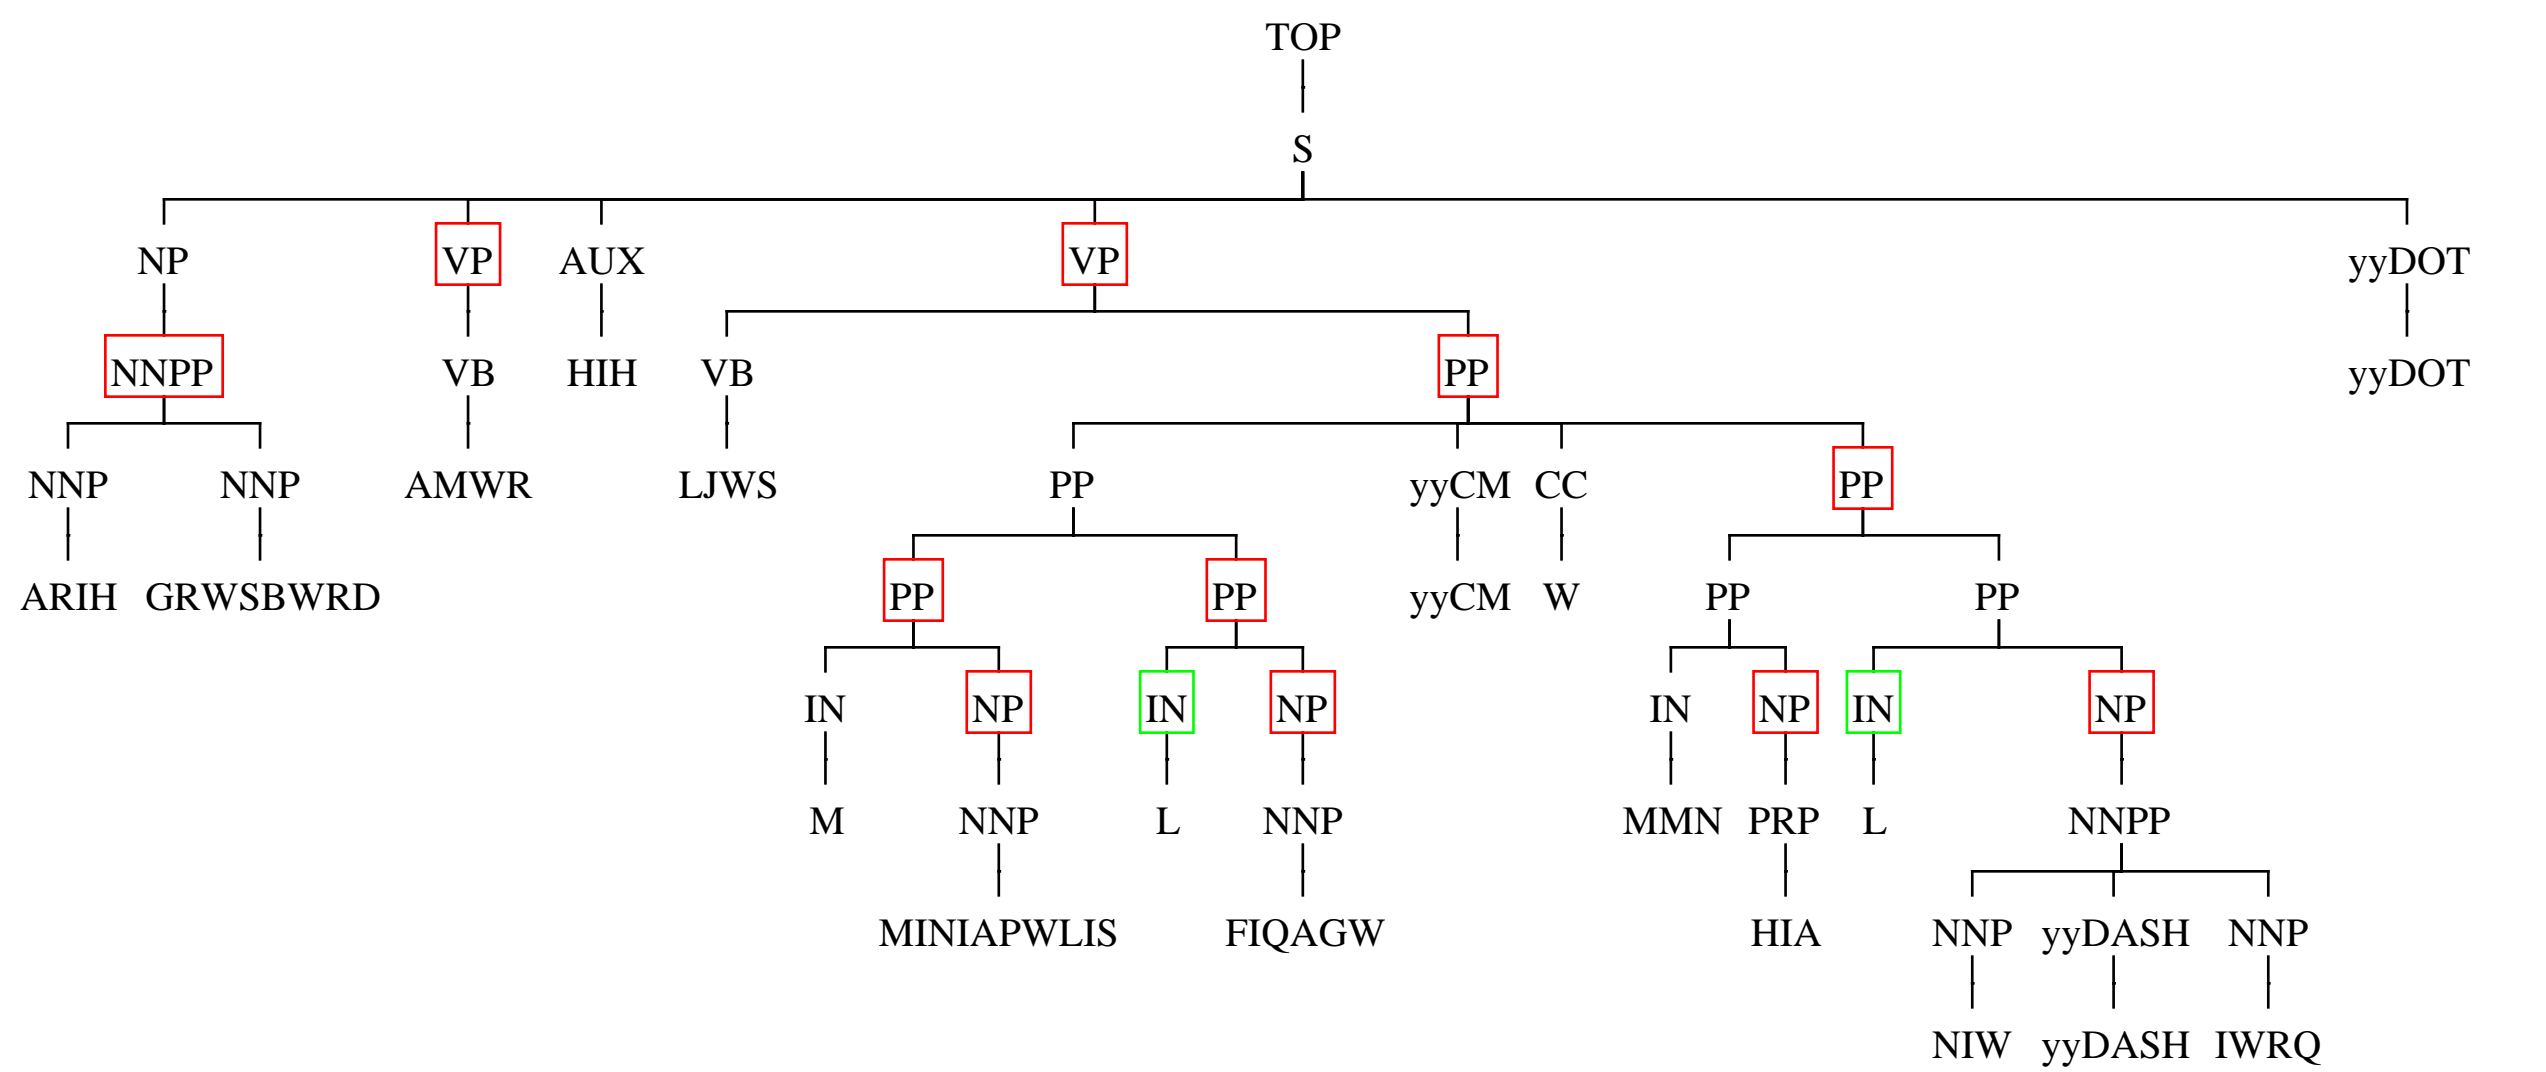 TOP
S
NP VP AUX VP yyDOT
NNPP VB HIH VB PP yyDOT
NNP NNP AMWR LJWS PP yyCM CC PP
ARIH GRWSBWRD PP PP yyCM W PP PP
IN NP IN NP IN NP IN NP
M NNP L NNP MMN PRP L NNPP
MINIAPWLIS FIQAGW HIA NNP yyDASH NNP
NIW yyDASH IWRQ